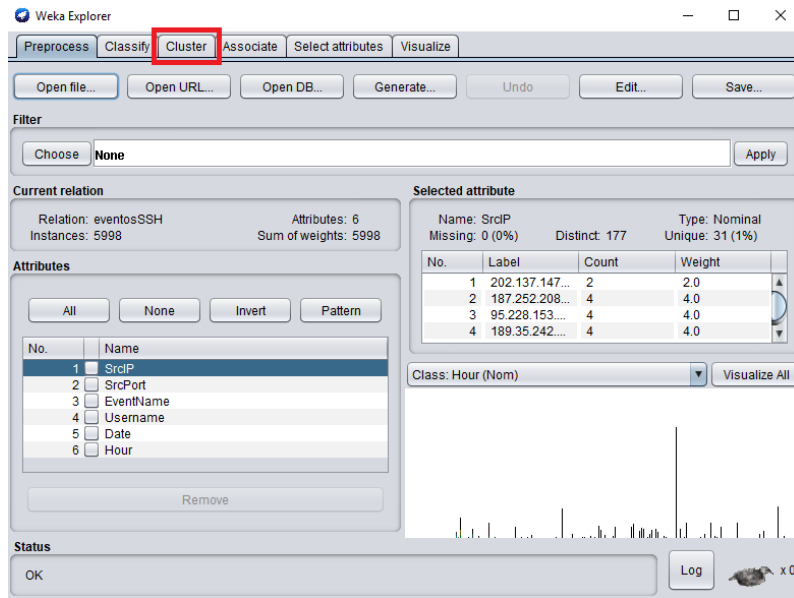 Weka Explorer
Preprocess Classify Cluster Associate Select attributes Visualize
Open file... Open URL... Open DB... Generate... Undo Edit... Save...
Filter
Choose None Apply
Current relation
Relation: eventosSSH Attributes: 6
Instances: 5998 Sum of weights: 5998
Selected attribute
Name: SrcIP Type: Nominal
Missing: 0 (0%) Distinct: 177 Unique: 31 (1%)
No. Label Count Weight
1 202.137.147... 2 2.0
2 187.252.208... 4 4.0
3 95.228.153.... 4 4.0
4 189.35.242.... 4 4.0
Attributes
All None Invert Pattern
No. Name
1 SrcIP
2 SrcPort
3 EventName
4 Username
5 Date
6 Hour
Remove
Class: Hour (Nom) Visualize All
Status
OK
Log x 0